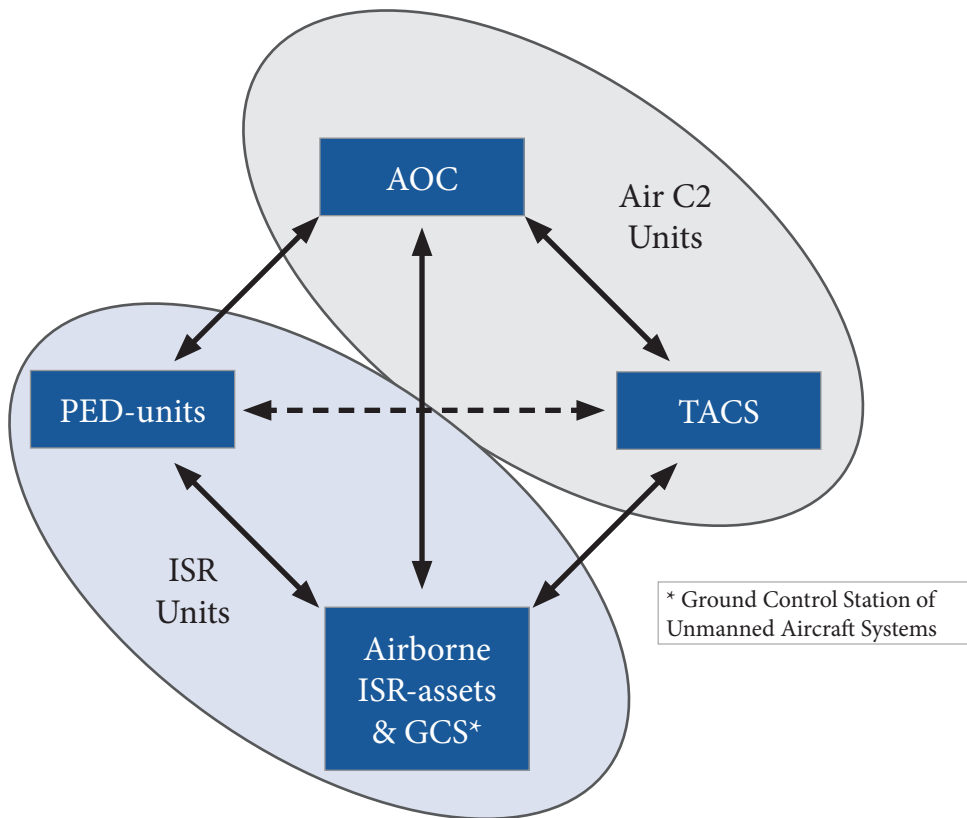 AOC
Air C2
Units
PED-units
TACS
ISR
Units
Airborne
ISR-assets
& GCS*
* Ground Control Station of
Unmanned Aircraft Systems